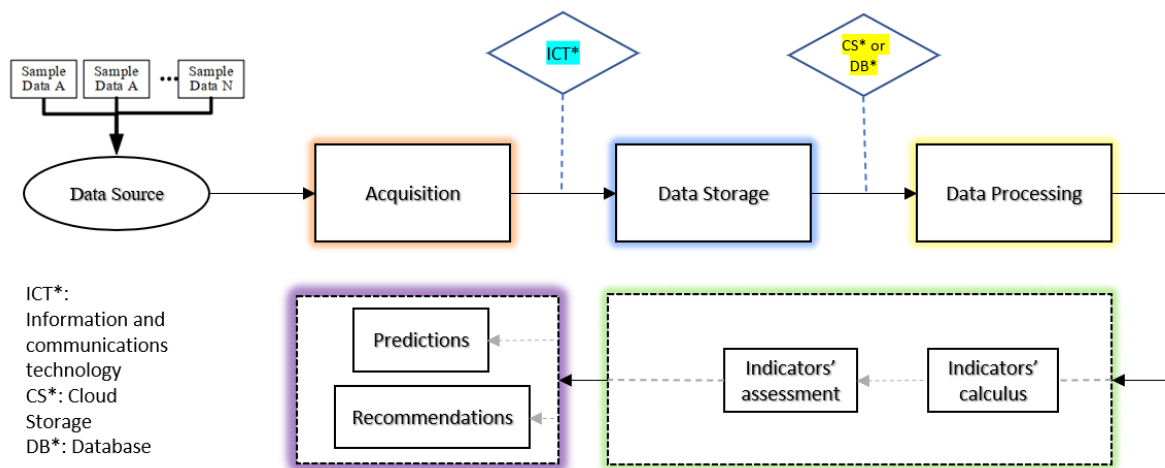 Sample
Data A
Sample
Data A
...
Sample
Data N
ICT*
CS* or
DB*
Data Source
Acquisition
Data Storage
Data Processing
ICT*:
Information and
communications
technology
CS*: Cloud
Storage
DB*: Database
Predictions
Recommendations
Indicators’
assessment
Indicators’
calculus